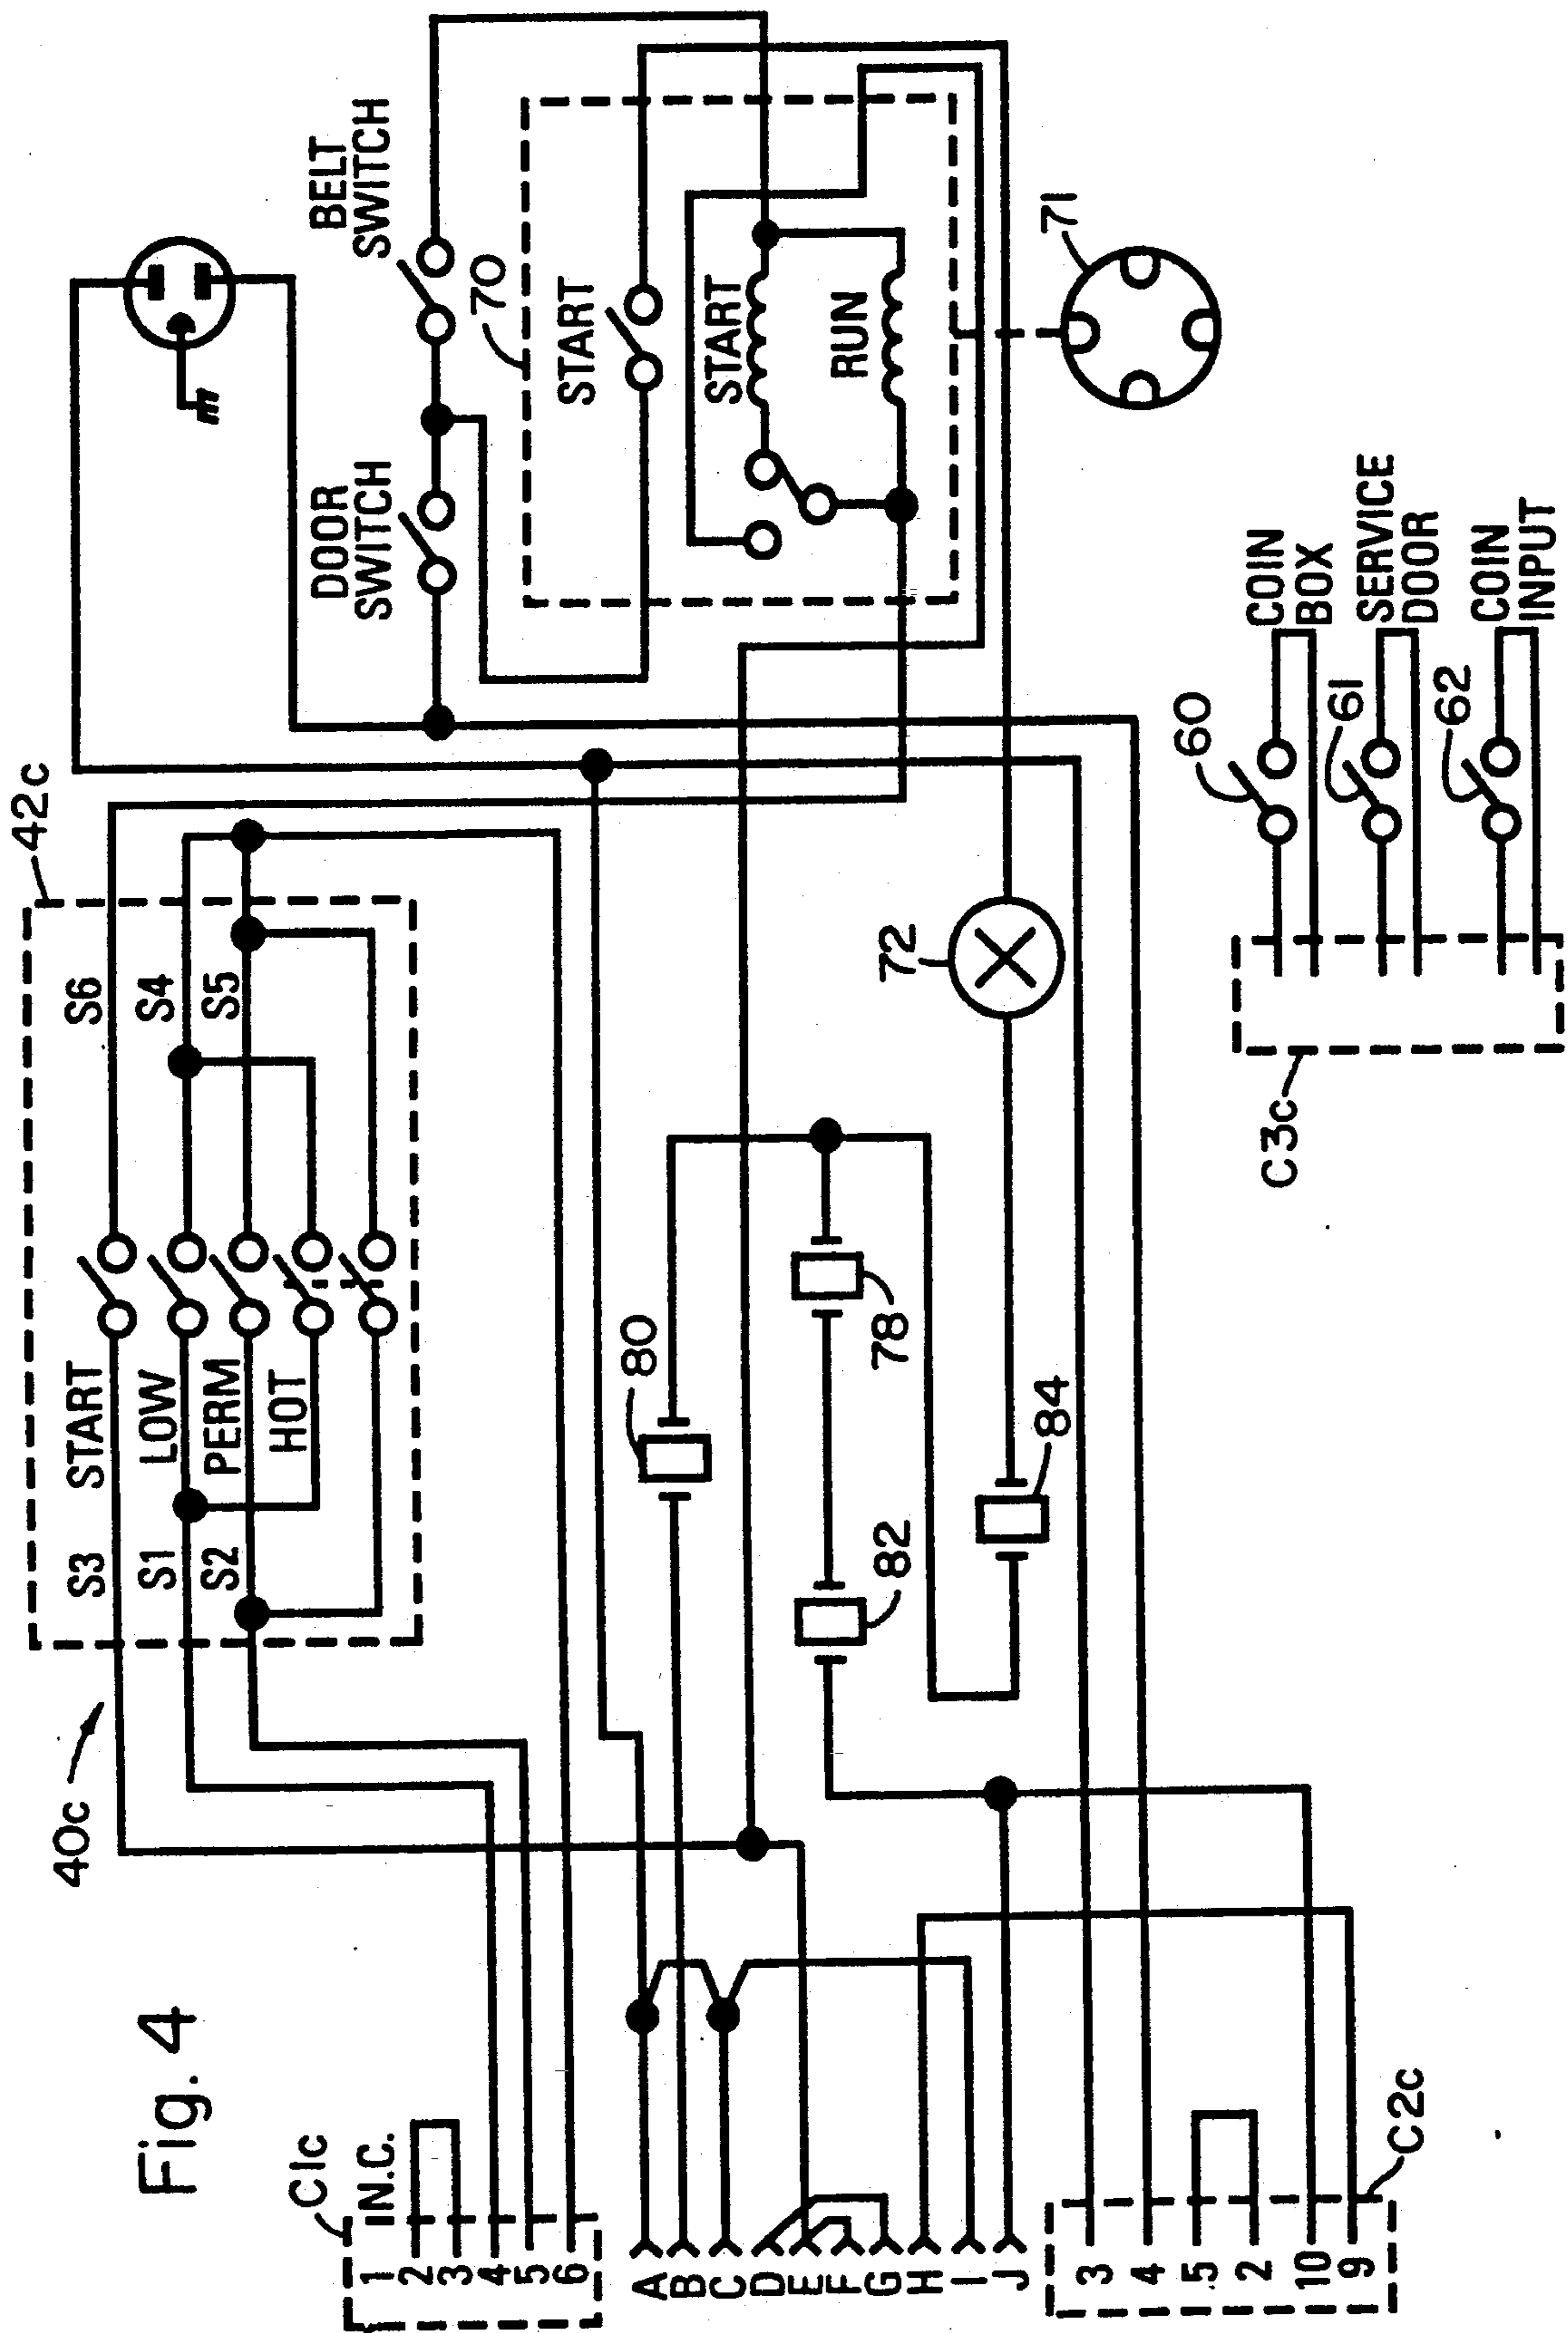 Fig. 4
40c
42c
S3
START
S6
S1
LOW
S4
S2
PERM
S5
HOT
BELT
SWITCH
DOOR
SWITCH
70
START
START
RUN
71
72
80
78
82
84
C1c
1
N.C.
2
3
4
5
6
A
B
C
D
E
F
G
H
I
J
3
4
5
2
10
9
C2c
C3c
60
COIN
BOX
61
SERVICE
DOOR
62
COIN
INPUT